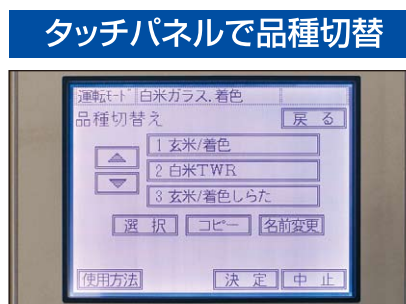 タッチパネルで品種切替
運転ﾓｰﾄﾞ 白米ガラス.着色
品種切替え 戻る
1 玄米/着色
2 白米TWR
3 玄米/着色しらた
選択 コピー 名前変更
使用方法 決定 中止